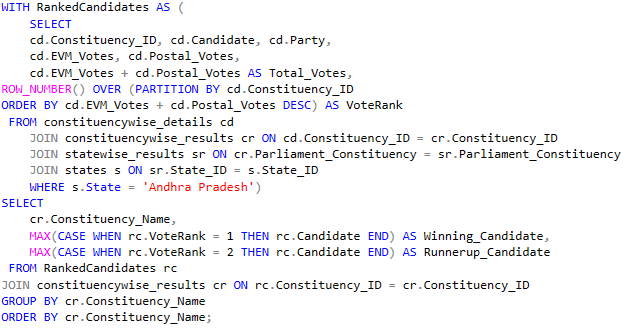 WITH RankedCandidates AS (
    SELECT
    cd.Constituency_ID, cd.Candidate, cd.Party,
    cd.EVM_Votes, cd.Postal_Votes,
    cd.EVM_Votes + cd.Postal_Votes AS Total_Votes,
ROW_NUMBER() OVER (PARTITION BY cd.Constituency_ID
ORDER BY cd.EVM_Votes + cd.Postal_Votes DESC) AS VoteRank
 FROM constituencywise_details cd
    JOIN constituencywise_results cr ON cd.Constituency_ID = cr.Constituency_ID
    JOIN statewise_results sr ON cr.Parliament_Constituency = sr.Parliament_Constituency
    JOIN states s ON sr.State_ID = s.State_ID
    WHERE s.State = 'Andhra Pradesh')
SELECT
    cr.Constituency_Name,
    MAX(CASE WHEN rc.VoteRank = 1 THEN rc.Candidate END) AS Winning_Candidate,
    MAX(CASE WHEN rc.VoteRank = 2 THEN rc.Candidate END) AS Runnerup_Candidate
 FROM RankedCandidates rc
JOIN constituencywise_results cr ON rc.Constituency_ID = cr.Constituency_ID
GROUP BY cr.Constituency_Name
ORDER BY cr.Constituency_Name;